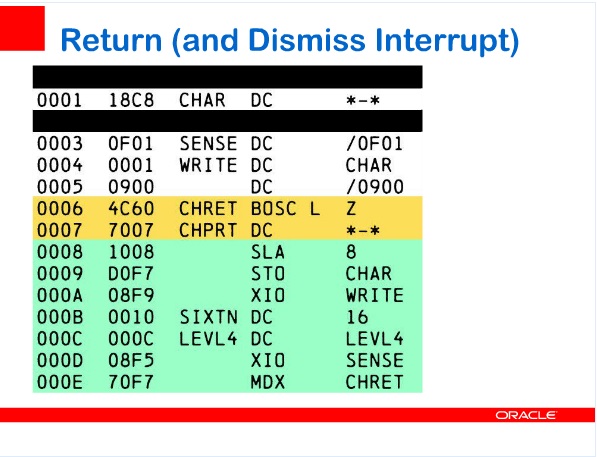 Return (and Dismiss Interrupt)
0001 18C8 CHAR DC *-*
0003 0F01 SENSE DC /0F01
0004 0001 WRITE DC CHAR
0005 0900 DC /0900
0006 4C60 CHRET BOSC L Z
0007 7007 CHPRT DC *-*
0008 1008 SLA 8
0009 D0F7 STO CHAR
000A 08F9 XIO WRITE
000B 0010 SIXTN DC 16
000C 000C LEVL4 DC LEVL4
000D 08F5 XIO SENSE
000E 70F7 MDX CHRET
ORACLE